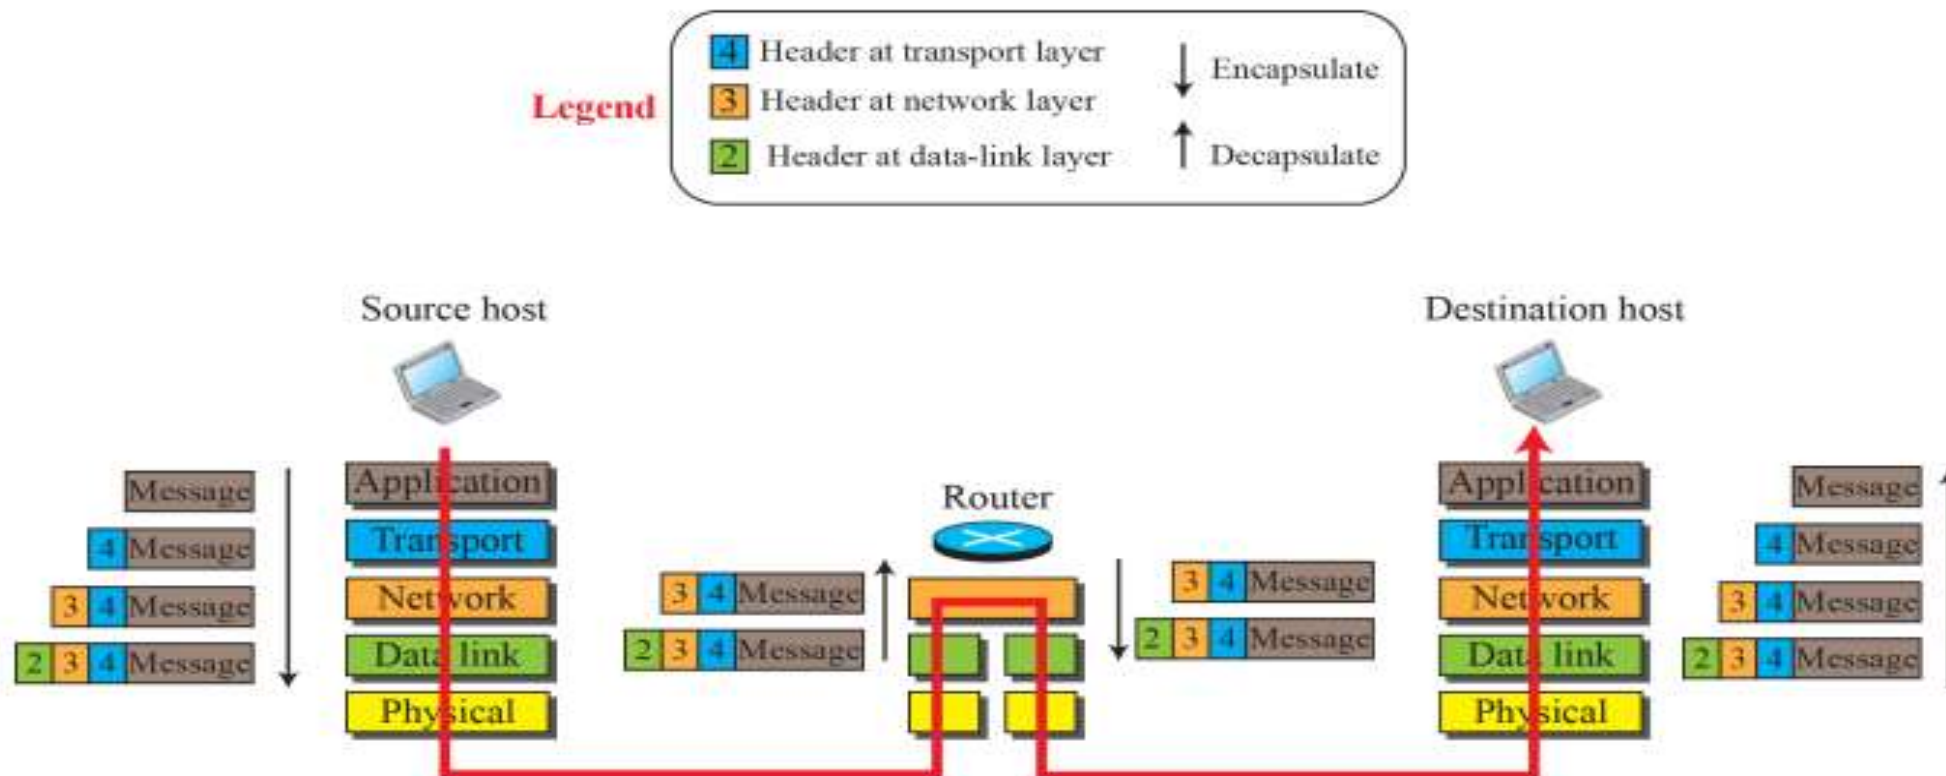 Legend
4 Header at transport layer
3 Header at network layer
2 Header at data-link layer
Encapsulate
Decapsulate
Source host
Message
4 Message
3 4 Message
2 3 4 Message
Application
Transport
Network
Data link
Physical
Router
3 4 Message
2 3 4 Message
3 4 Message
2 3 4 Message
Destination host
Application
Transport
Network
Data link
Physical
Message
4 Message
3 4 Message
2 3 4 Message